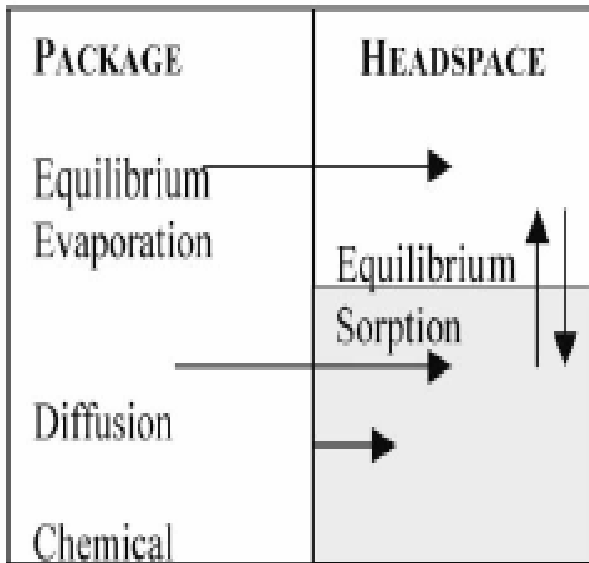 PACKAGE
HEADSPACE
Equilibrium
Evaporation
Equilibrium
Sorption
Diffusion
Chemical